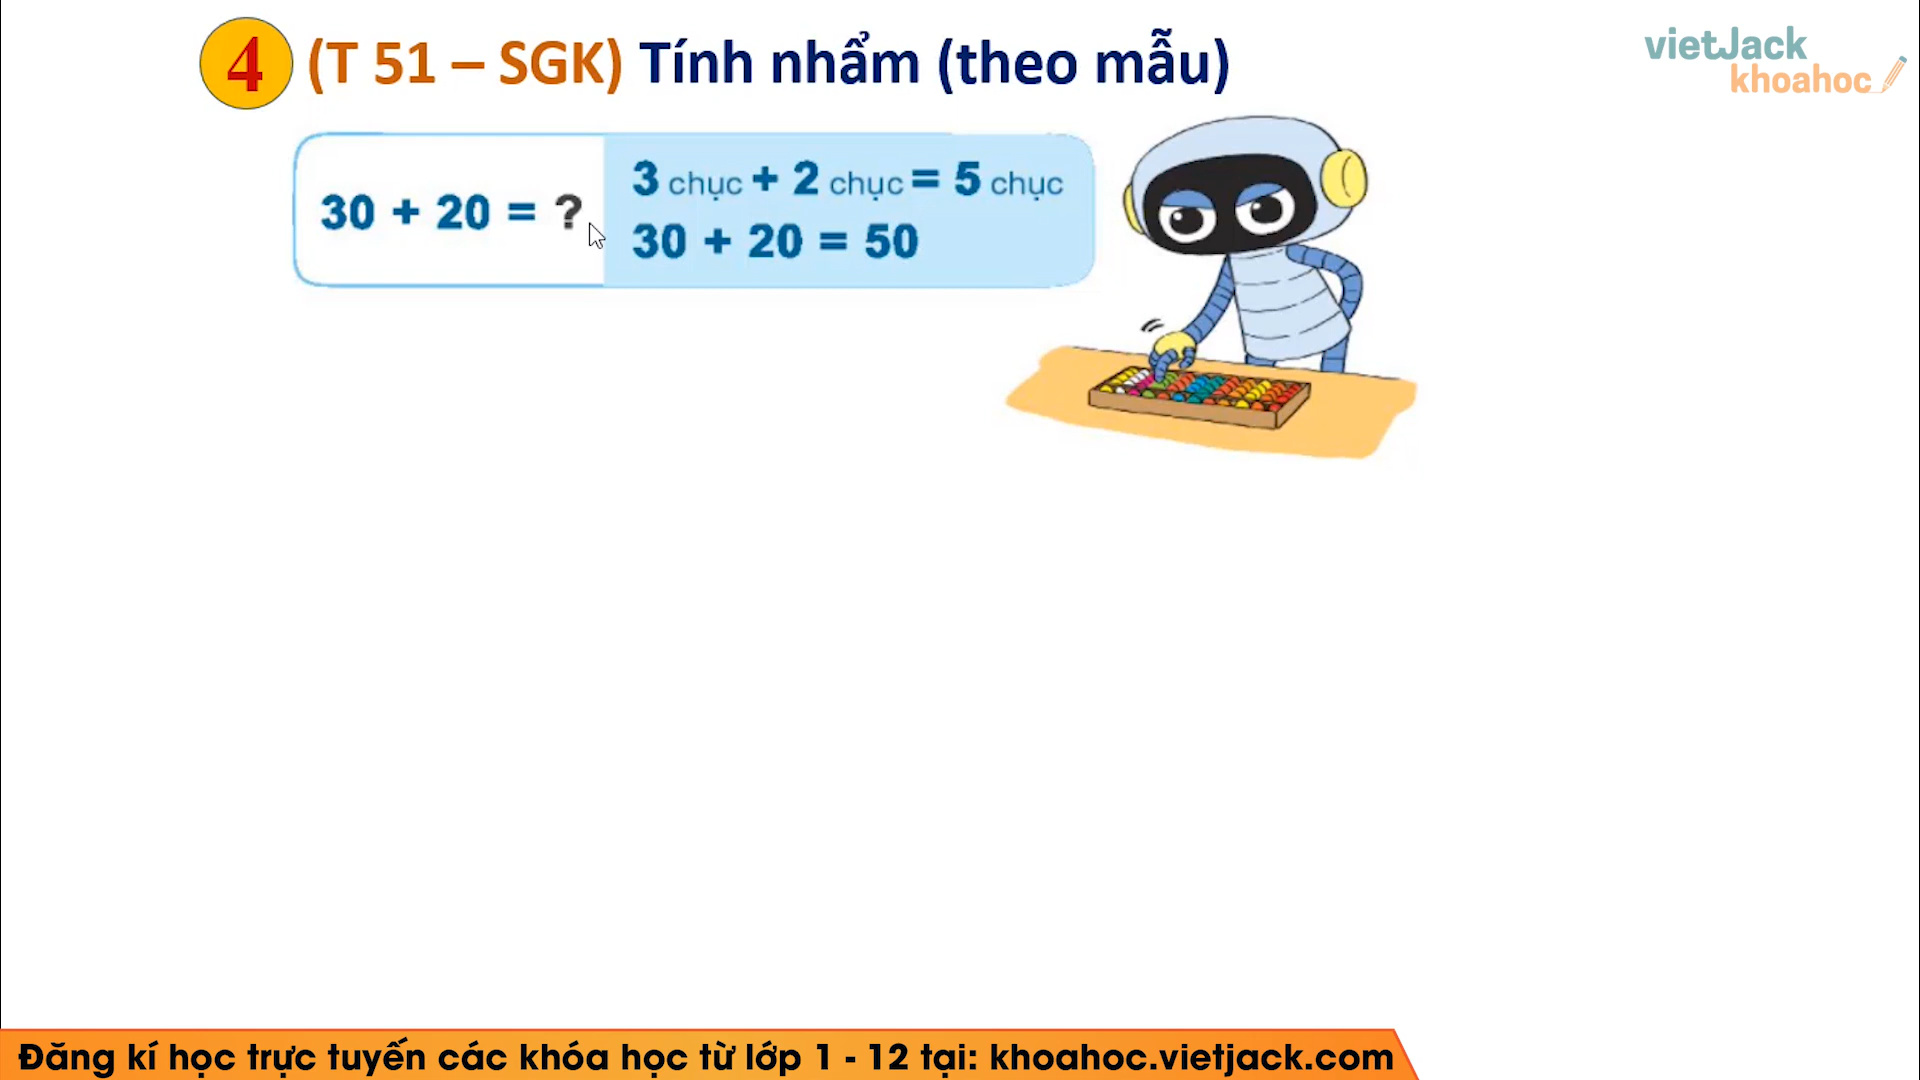 4 (T 51 – SGK) Tính nhẩm (theo mẫu)
vietJack
khoahoc
30 + 20 = ?
3 chục + 2 chục = 5 chục
30 + 20 = 50
Đăng kí học trực tuyến các khóa học từ lớp 1 - 12 tại: khoahoc.vietjack.com